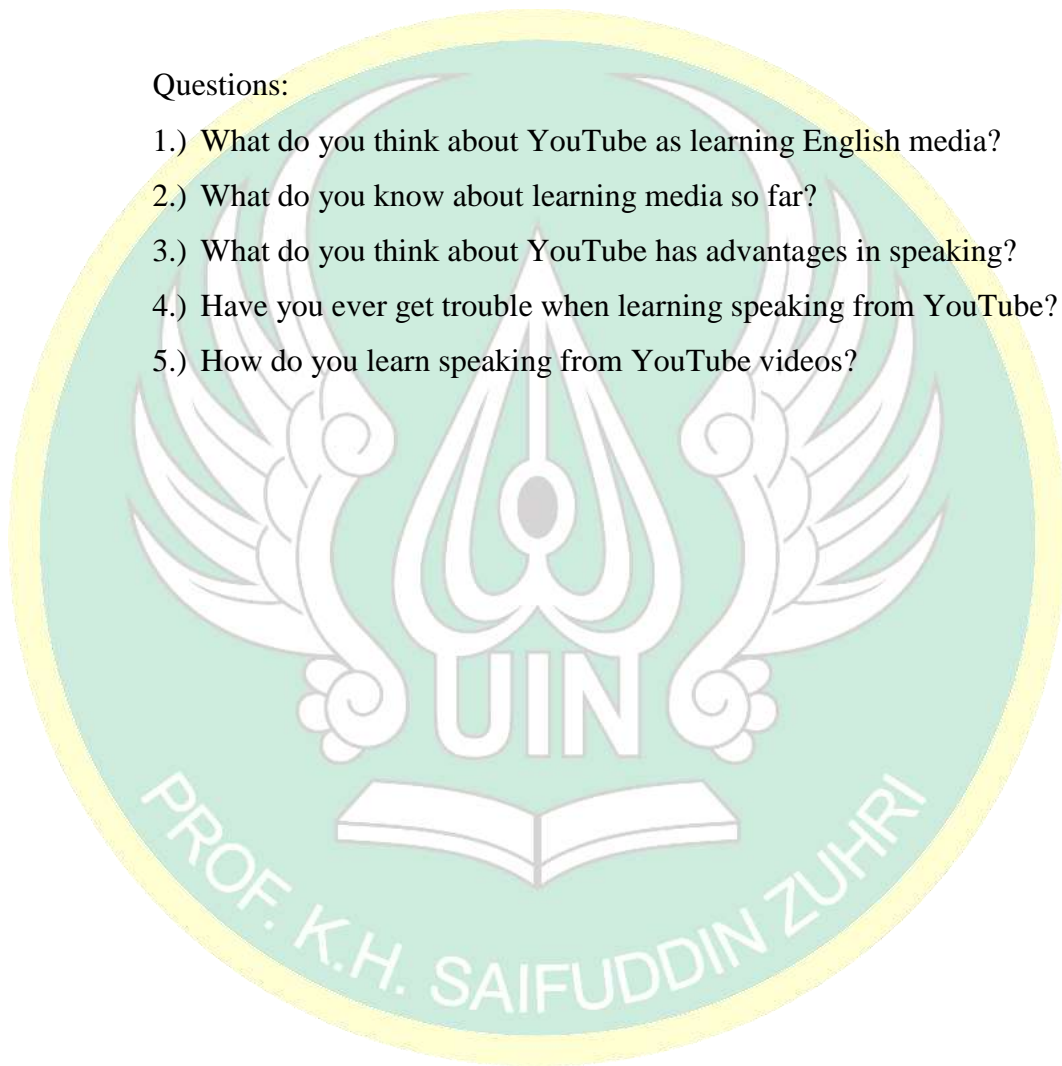 Questions:
1.) What do you think about YouTube as learning English media?
2.) What do you know about learning media so far?
3.) What do you think about YouTube has advantages in speaking?
4.) Have you ever get trouble when learning speaking from YouTube?
5.) How do you learn speaking from YouTube videos?
UIN
PROF. K.H. SAIFUDDIN ZUHRI